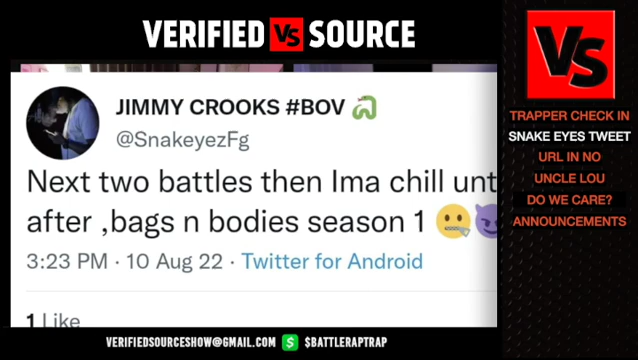 VERIFIED VS SOURCE
JIMMY CROOKS #BOV
@SnakeyezFg
Next two battles then Ima chill unt
after ,bags n bodies season 1
3:23 PM · 10 Aug 22 · Twitter for Android
1 Like
VERIFIEDSOURCESHOW@GMAIL.COM $ $BATTLERAPTRAP
VS
TRAPPER CHECK IN
SNAKE EYES TWEET
URL IN NO
UNCLE LOU
DO WE CARE?
ANNOUNCEMENTS